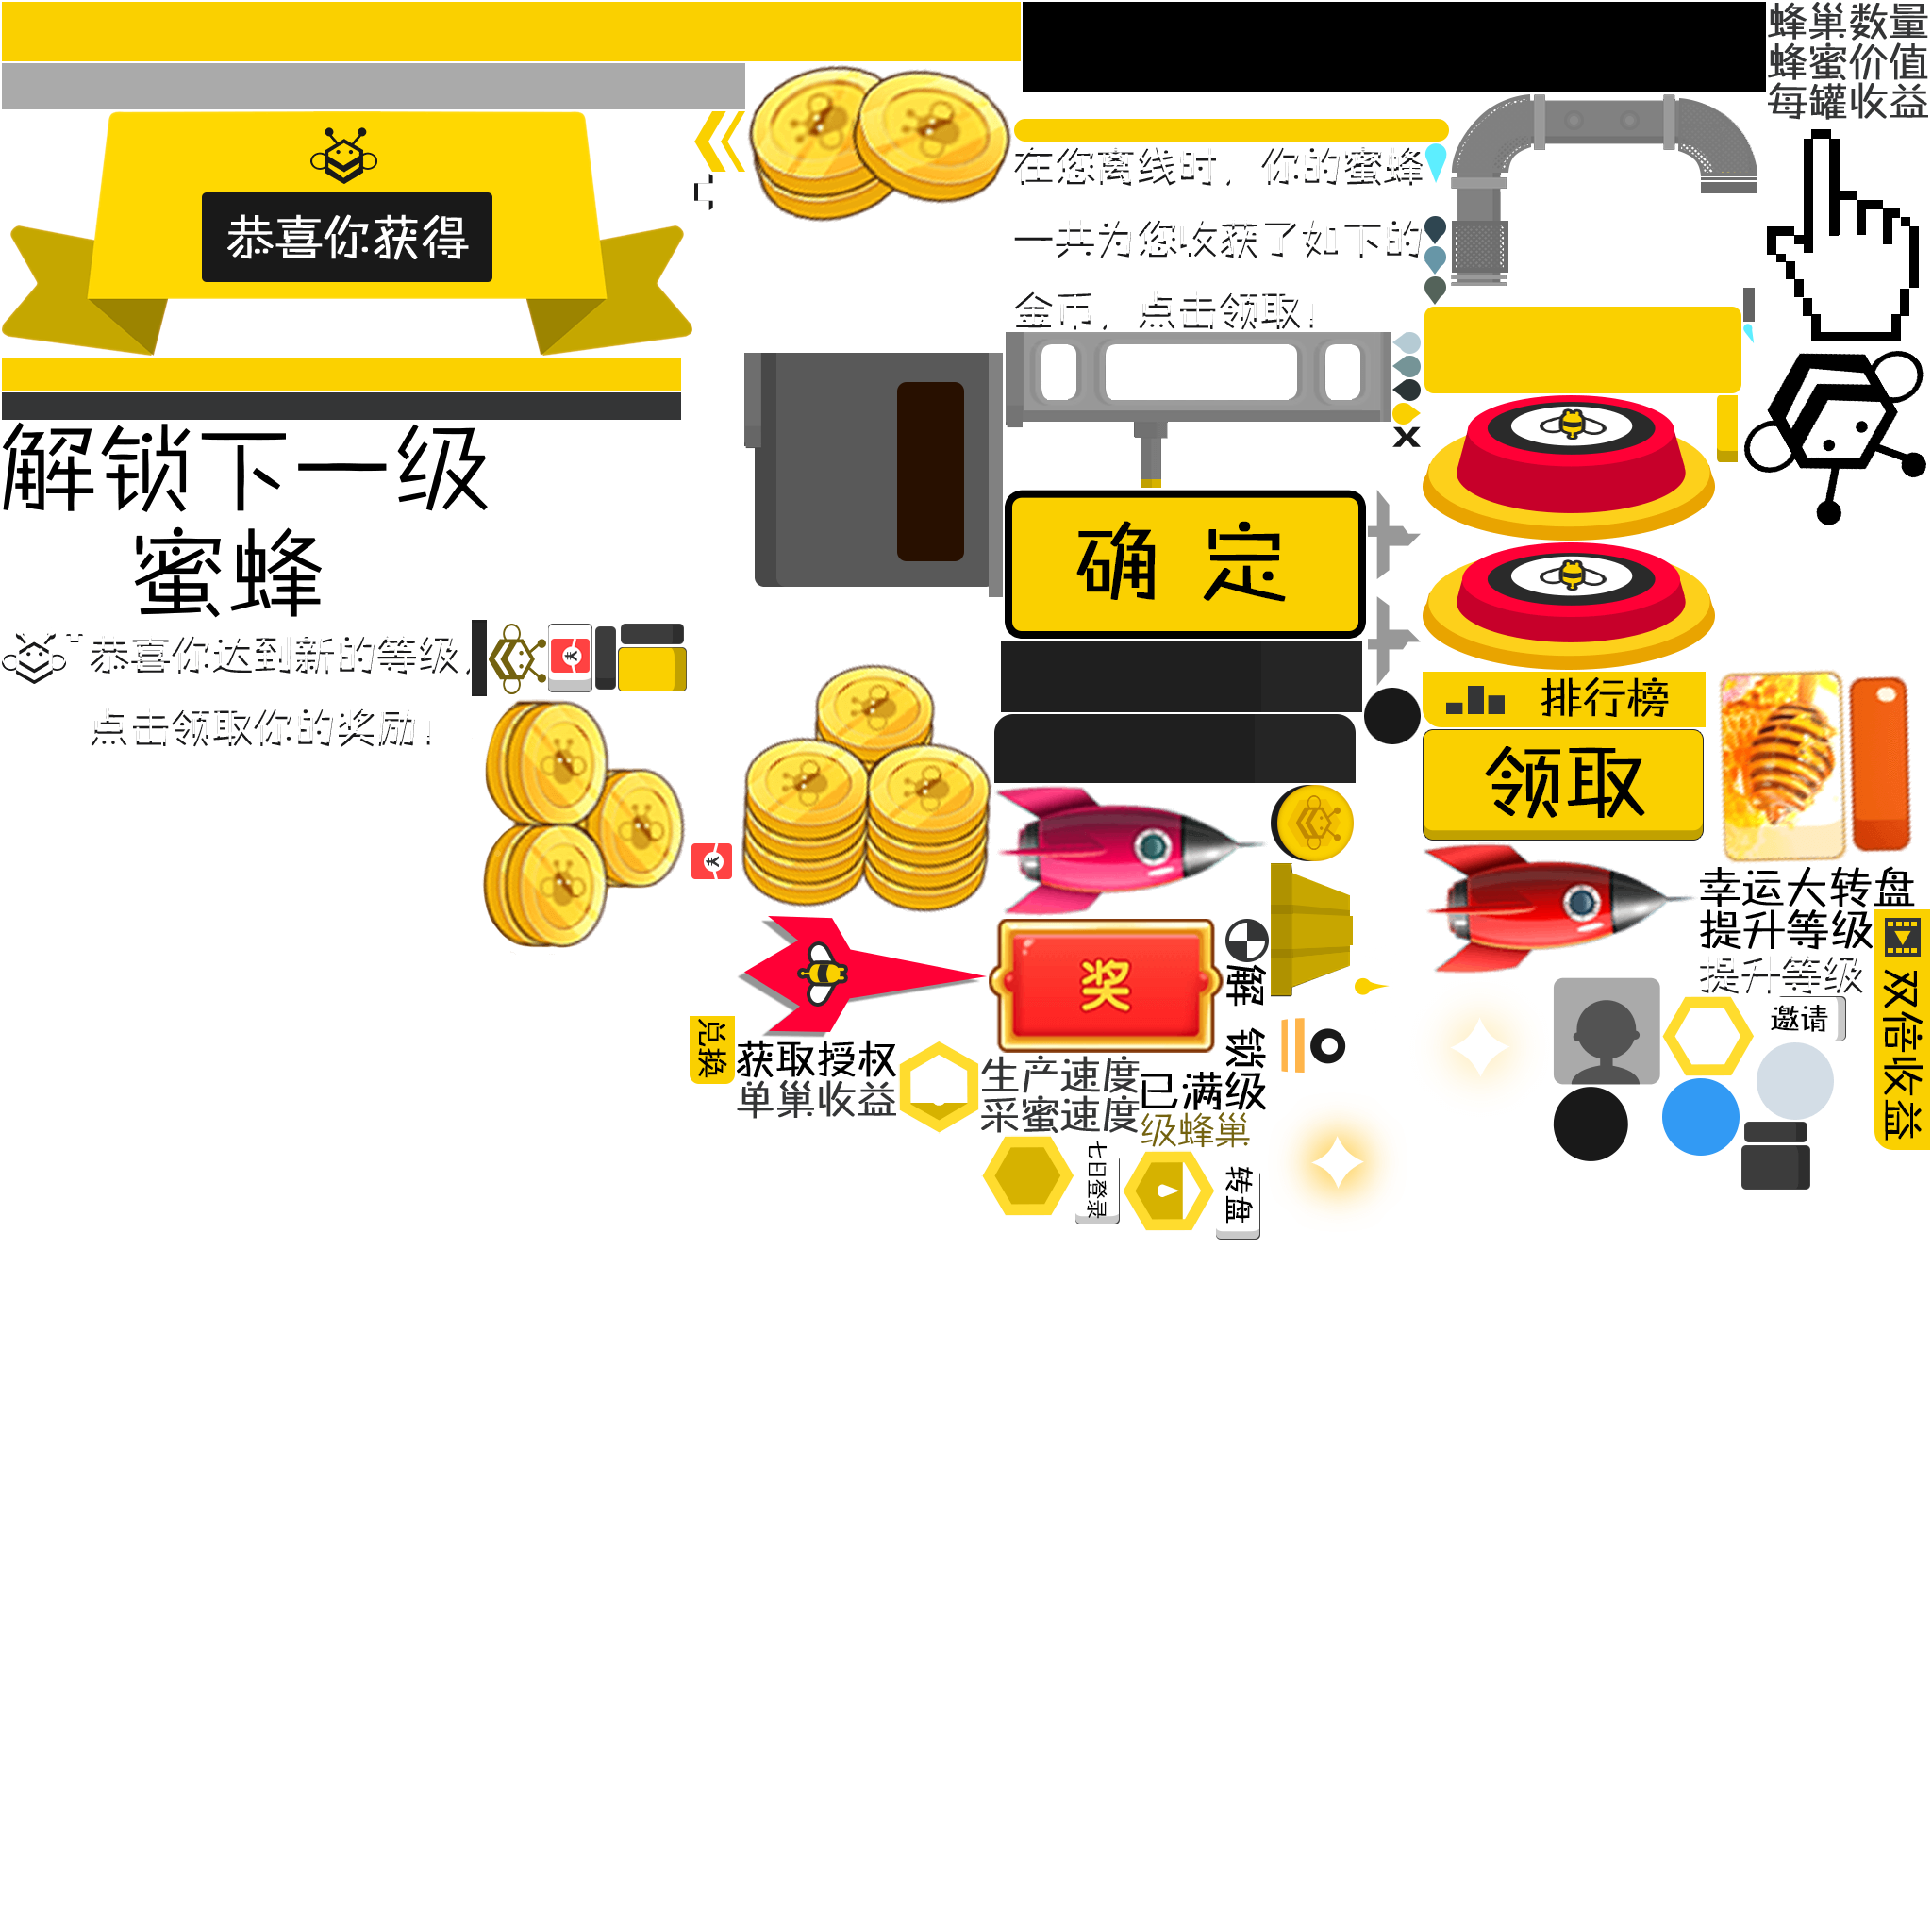 蜂巢数量
蜂蜜价值
每罐收益
恭喜你获得
在您离线时，你的蜜蜂
一共为您收获了如下的
金币，点击领取！
解锁下一级
蜜蜂
确 定
恭喜你达到新的等级，
点击领取你的奖励！
排行榜
领取
奖
幸运大转盘
提升等级
提升等级
双倍收益
邀请
解 锁
兑换
获取授权
单巢收益
生产速度
采蜜速度
已满级
级蜂巢
七日登录
转盘